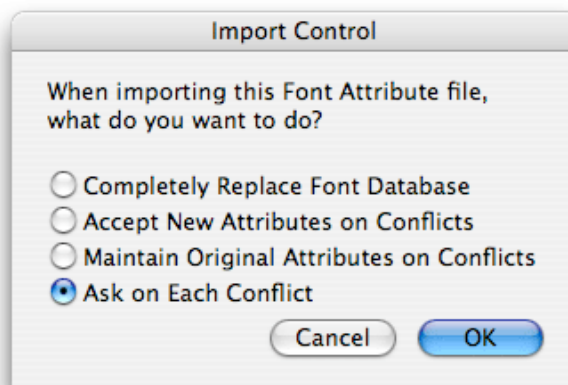 Import Control
When importing this Font Attribute file,
what do you want to do?
Completely Replace Font Database
Accept New Attributes on Conflicts
Maintain Original Attributes on Conflicts
Ask on Each Conflict
Cancel OK